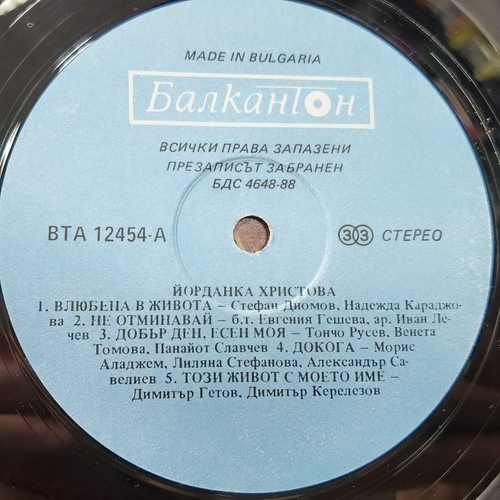 MADE IN BULGARIA
Балкантон
ВСИЧКИ ПРАВА ЗАПАЗЕНИ
ПРЕЗАПИСЪТ ЗАБРАНЕН
БДС 4648-88
ВТА 12454-А
33 СТЕРЕО
ЙОРДАНКА ХРИСТОВА
1. ВЛЮБЕНА В ЖИВОТА – Стефан Диомов, Надежда Караджо-
ва 2. НЕ ОТМИНАВАЙ – б.т. Евгения Гешева, ар. Иван Пе-
чев 3. ДОБЪР ДЕН, ЕСЕН МОЯ – Тончо Русев, Венета
Томова, Панайот Славчев 4. ДОКОГА – Морис
Аладжем, Лиляна Стефанова, Александър Са-
велиев 5. ТОЗИ ЖИВОТ С МОЕТО ИМЕ –
Димитър Гетов, Димитър Керелезов